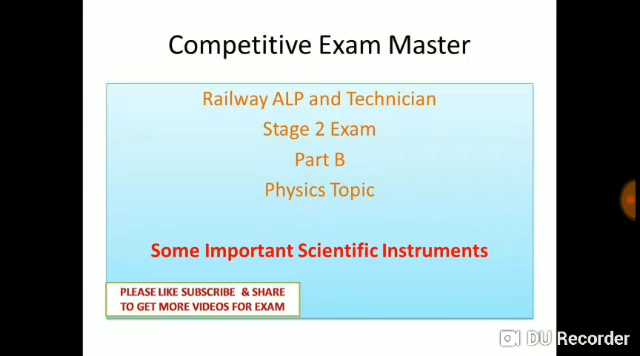 Competitive Exam Master
Railway ALP and Technician
Stage 2 Exam
Part B
Physics Topic
Some Important Scientific Instruments
PLEASE LIKE SUBSCRIBE & SHARE
TO GET MORE VIDEOS FOR EXAM
DU Recorder